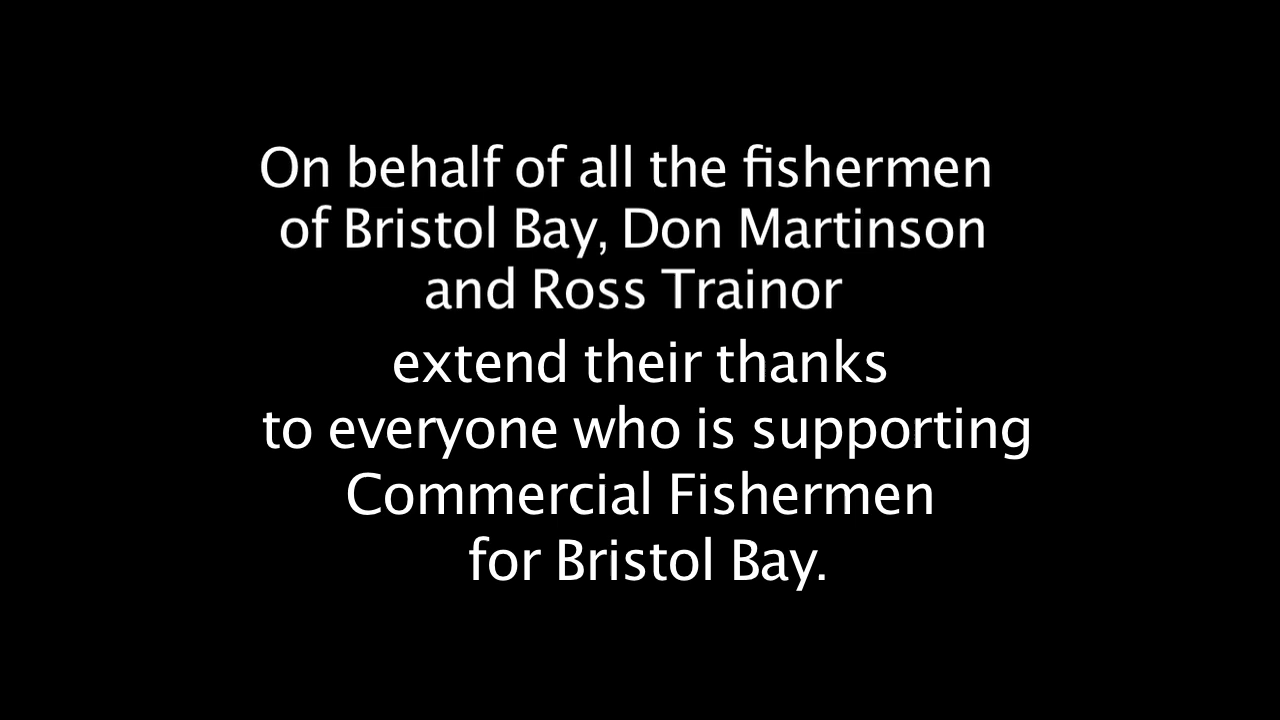 On behalf of all the fishermen
of Bristol Bay, Don Martinson
and Ross Trainor
extend their thanks
to everyone who is supporting
Commercial Fishermen
for Bristol Bay.